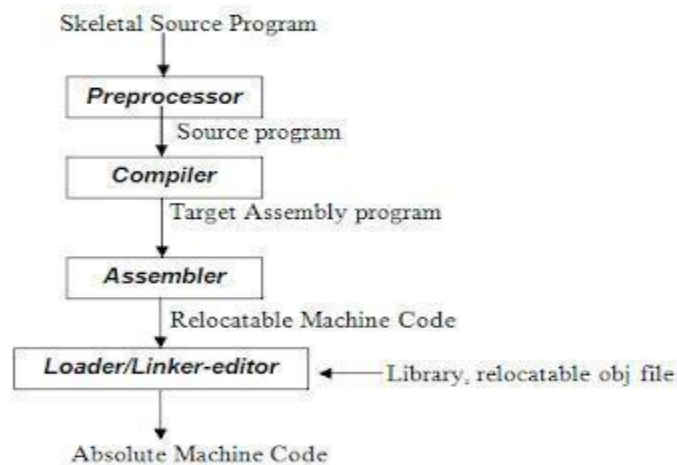 Skeletal Source Program
Preprocessor
Source program
Compiler
Target Assembly program
Assembler
Relocatable Machine Code
Loader/Linker-editor
Library, relocatable obj file
Absolute Machine Code